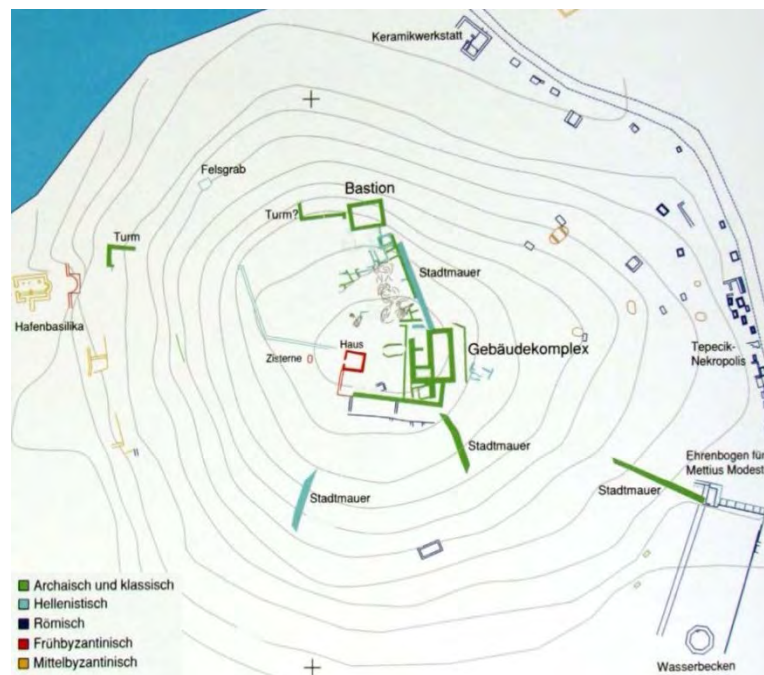 Keramikwerkstatt
Felsgrab
Bastion
Turm?
Turm
Stadtmauer
Hafenbasilika
Haus
Zisterne
Gebäudekomplex
Tepecik-
Nekropolis
Stadtmauer
Ehrenbogen für
Mettius Modest
Stadtmauer
Stadtmauer
Wasserbecken
Archaisch und klassisch
Hellenistisch
Römisch
Frühbyzantinisch
Mittelbyzantinisch